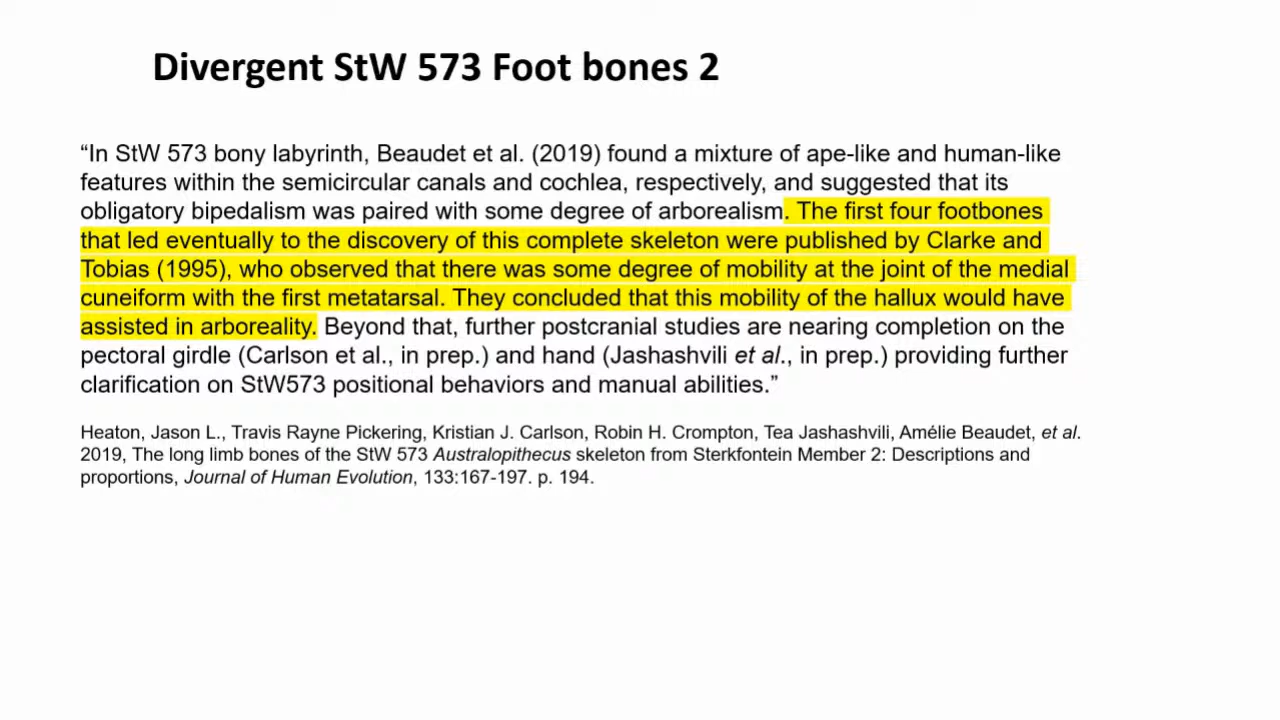 Divergent StW 573 Foot bones 2
“In StW 573 bony labyrinth, Beaudet et al. (2019) found a mixture of ape-like and human-like
features within the semicircular canals and cochlea, respectively, and suggested that its
obligatory bipedalism was paired with some degree of arborealism. The first four footbones
that led eventually to the discovery of this complete skeleton were published by Clarke and
Tobias (1995), who observed that there was some degree of mobility at the joint of the medial
cuneiform with the first metatarsal. They concluded that this mobility of the hallux would have
assisted in arboreality. Beyond that, further postcranial studies are nearing completion on the
pectoral girdle (Carlson et al., in prep.) and hand (Jashashvili et al., in prep.) providing further
clarification on StW573 positional behaviors and manual abilities.”
Heaton, Jason L., Travis Rayne Pickering, Kristian J. Carlson, Robin H. Crompton, Tea Jashashvili, Amélie Beaudet, et al.
2019, The long limb bones of the StW 573 Australopithecus skeleton from Sterkfontein Member 2: Descriptions and
proportions, Journal of Human Evolution, 133:167-197. p. 194.